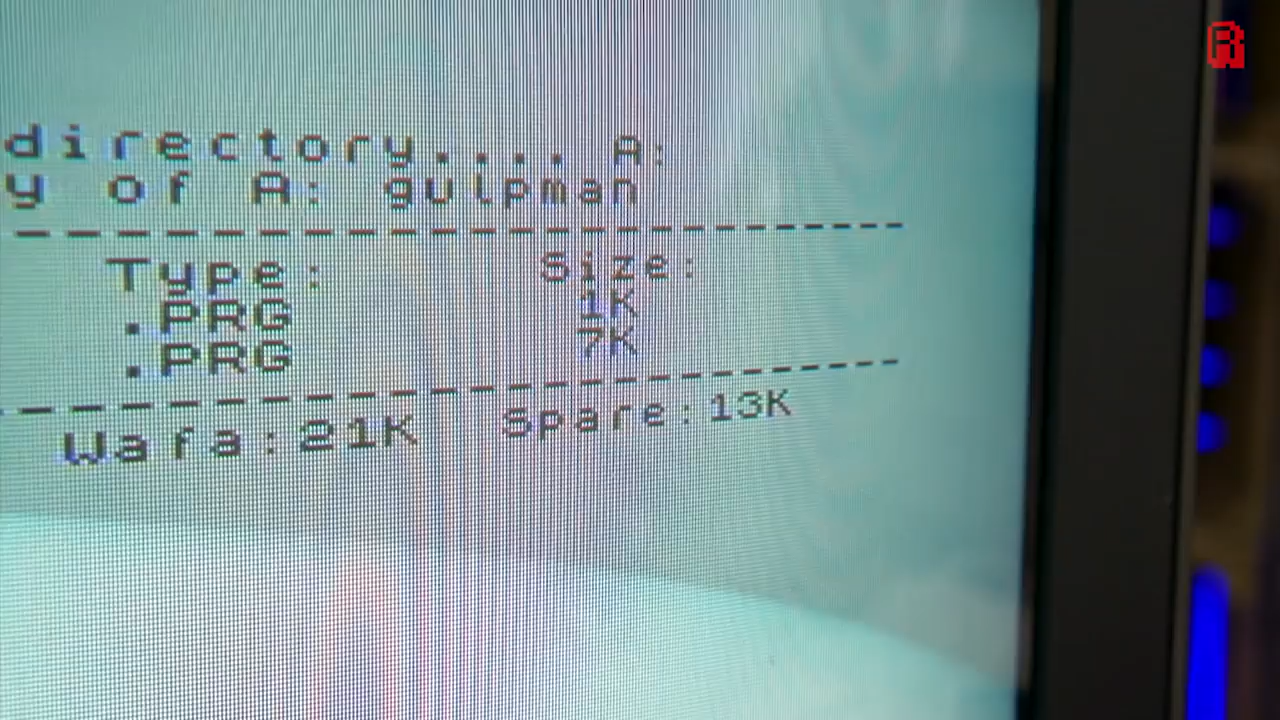 directory.... A:
y of A: gulpman
Type: Size:
.PRG 1K
.PRG 7K
Wafa:21K Spare:13K